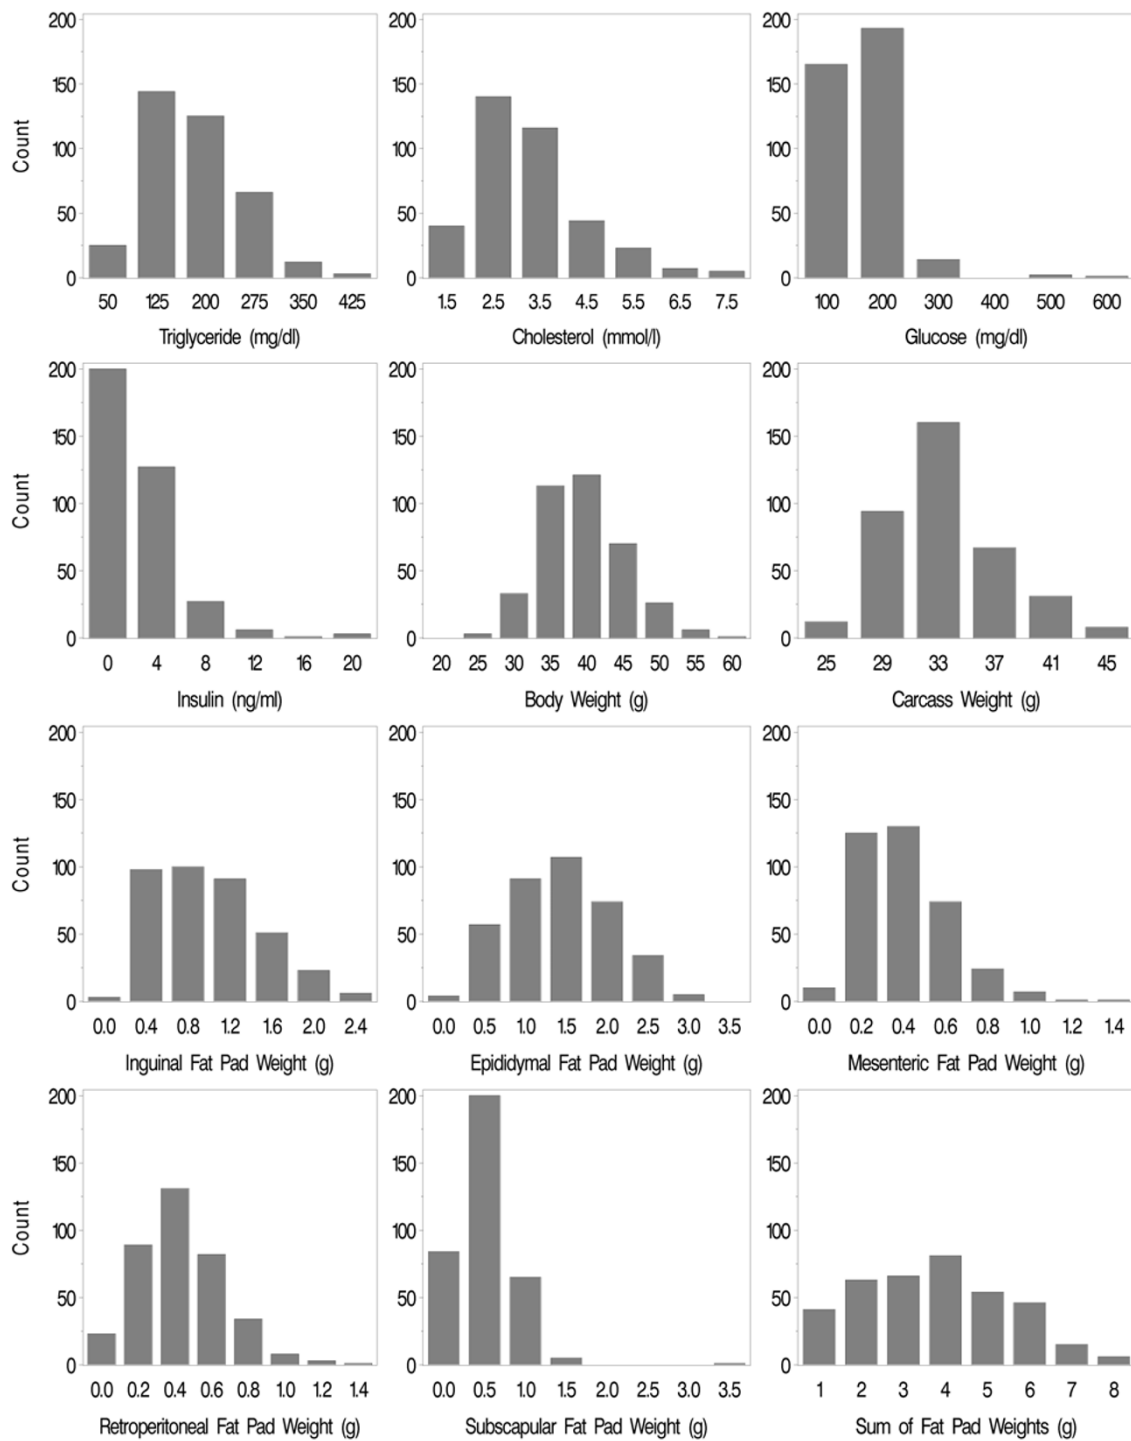 200 200 200
150 150 150
Count
100 100 100
50 50 50
0 0 0
50 125 200 275 350 425 1.5 2.5 3.5 4.5 5.5 6.5 7.5 100 200 300 400 500 600
Triglyceride (mg/dl) Cholesterol (mmol/l) Glucose (mg/dl)
200 200 200
150 150 150
Count
100 100 100
50 50 50
0 0 0
0 4 8 12 16 20 20 25 30 35 40 45 50 55 60 25 29 33 37 41 45
Insulin (ng/ml) Body Weight (g) Carcass Weight (g)
200 200 200
150 150 150
Count
100 100 100
50 50 50
0 0 0
0.0 0.4 0.8 1.2 1.6 2.0 2.4 0.0 0.5 1.0 1.5 2.0 2.5 3.0 3.5 0.0 0.2 0.4 0.6 0.8 1.0 1.2 1.4
Inguinal Fat Pad Weight (g) Epididymal Fat Pad Weight (g) Mesenteric Fat Pad Weight (g)
200 200 200
150 150 150
Count
100 100 100
50 50 50
0 0 0
0.0 0.2 0.4 0.6 0.8 1.0 1.2 1.4 0.0 0.5 1.0 1.5 2.0 2.5 3.0 3.5 1 2 3 4 5 6 7 8
Retroperitoneal Fat Pad Weight (g) Subscapular Fat Pad Weight (g) Sum of Fat Pad Weights (g)